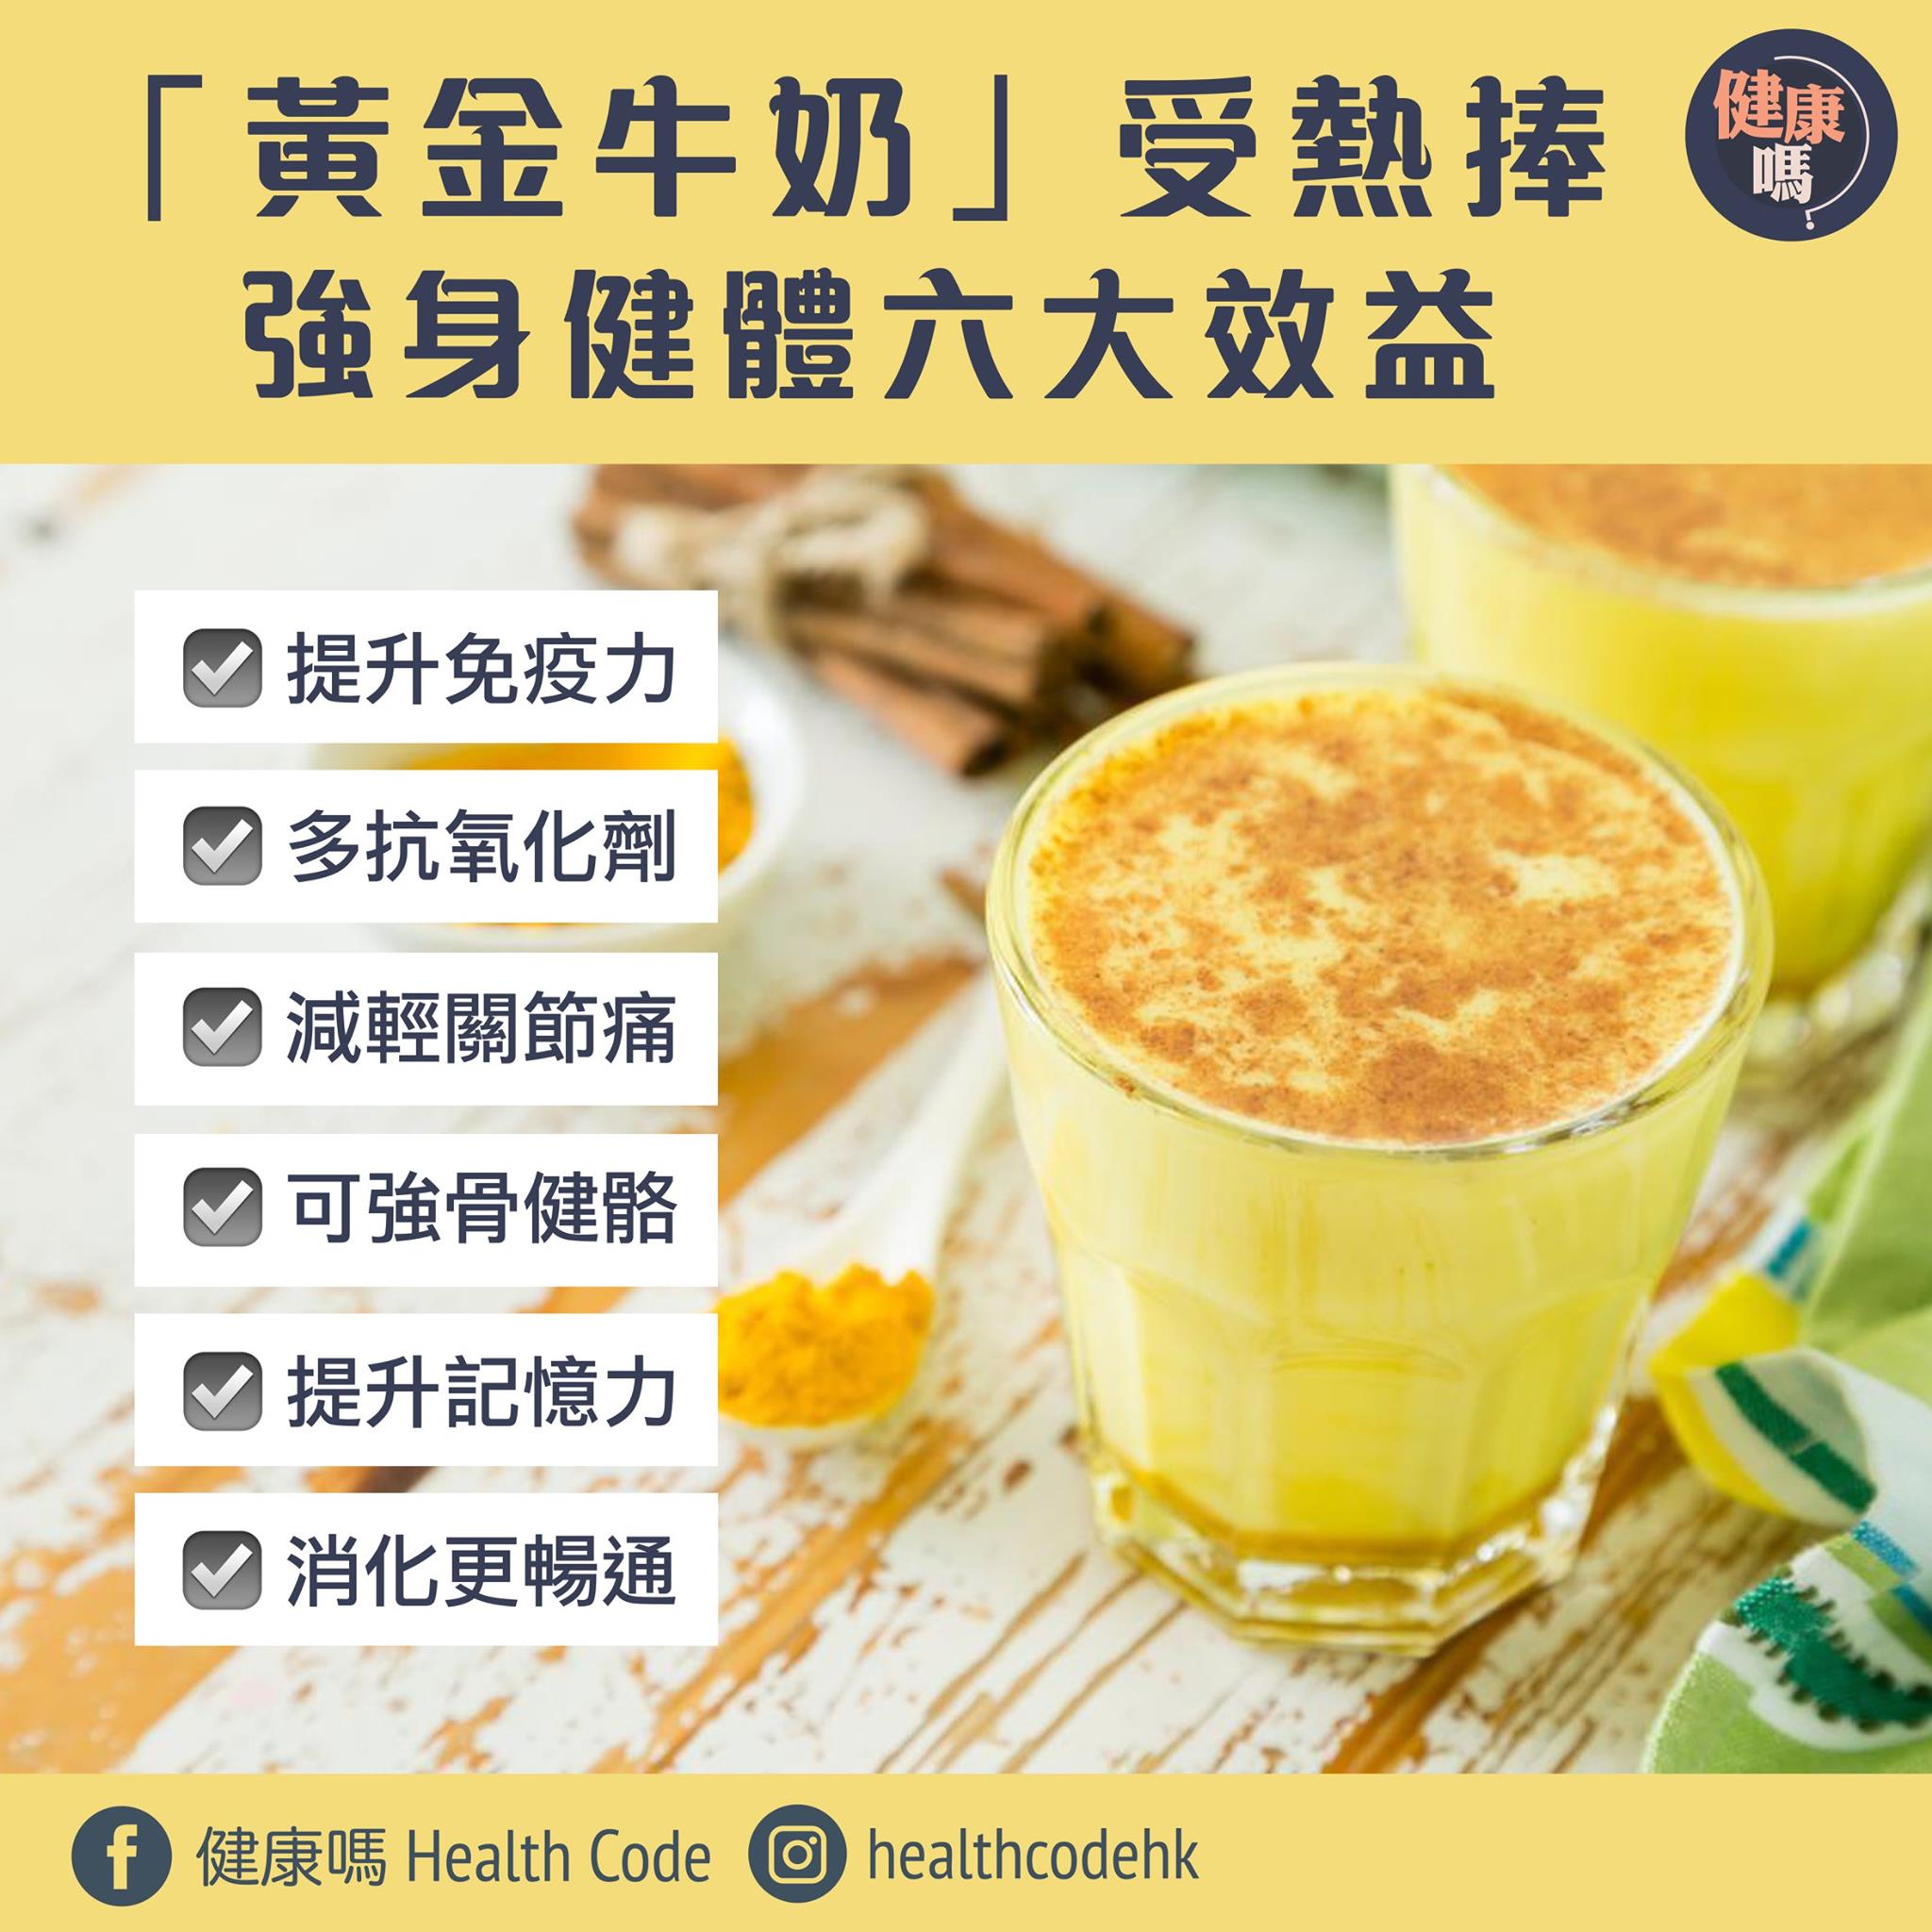 「黃金牛奶」受熱捧
健康
嗎?
強身健體六大效益
提升免疫力
多抗氧化劑
減輕關節痛
可強骨健骼
提升記憶力
消化更暢通
健康嗎 Health Code
healthcodehk